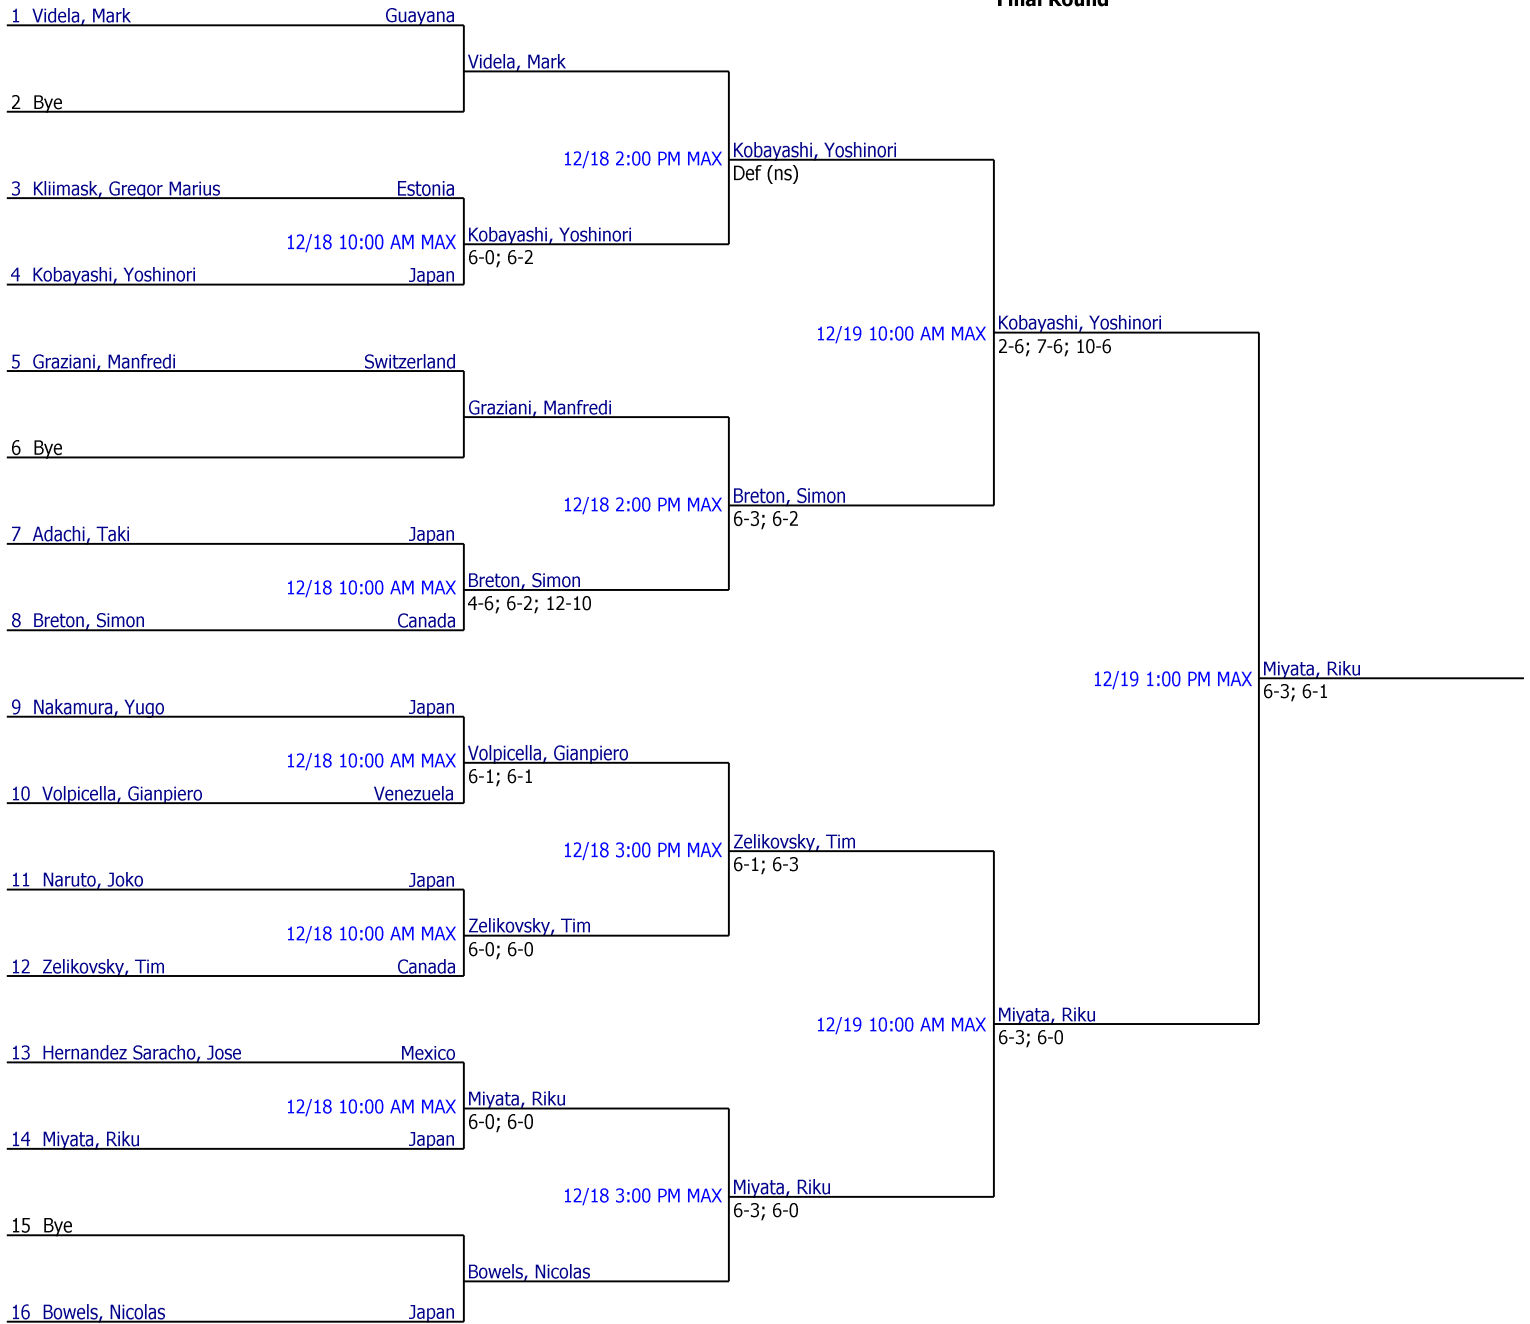 Final Round
1 Videla, Mark Guayana
Videla, Mark
2 Bye
12/18 2:00 PM MAX Kobayashi, Yoshinori
Def (ns)
3 Kliimask, Gregor Marius Estonia
12/18 10:00 AM MAX Kobayashi, Yoshinori
6-0; 6-2
4 Kobayashi, Yoshinori Japan
12/19 10:00 AM MAX Kobayashi, Yoshinori
2-6; 7-6; 10-6
5 Graziani, Manfredi Switzerland
Graziani, Manfredi
6 Bye
12/18 2:00 PM MAX Breton, Simon
6-3; 6-2
7 Adachi, Taki Japan
12/18 10:00 AM MAX Breton, Simon
4-6; 6-2; 12-10
8 Breton, Simon Canada
12/19 1:00 PM MAX Miyata, Riku
6-3; 6-1
9 Nakamura, Yugo Japan
12/18 10:00 AM MAX Volpicella, Gianpiero
6-1; 6-1
10 Volpicella, Gianpiero Venezuela
12/18 3:00 PM MAX Zelikovsky, Tim
6-1; 6-3
11 Naruto, Joko Japan
12/18 10:00 AM MAX Zelikovsky, Tim
6-0; 6-0
12 Zelikovsky, Tim Canada
12/19 10:00 AM MAX Miyata, Riku
6-3; 6-0
13 Hernandez Saracho, Jose Mexico
12/18 10:00 AM MAX Miyata, Riku
6-0; 6-0
14 Miyata, Riku Japan
12/18 3:00 PM MAX Miyata, Riku
6-3; 6-0
15 Bye
Bowels, Nicolas
16 Bowels, Nicolas Japan